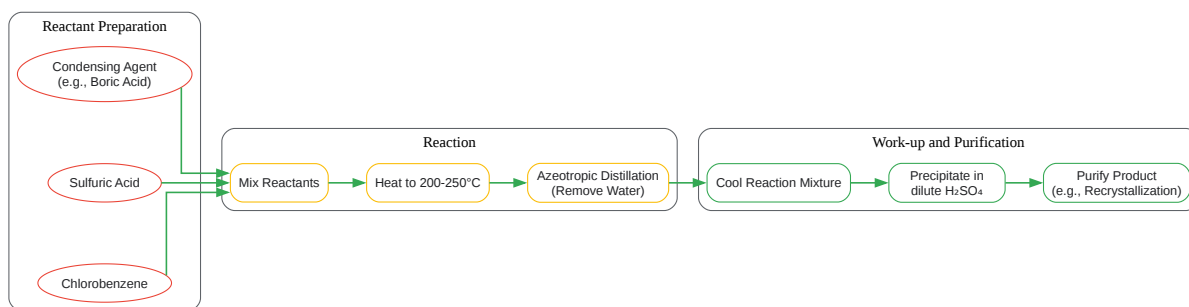 Reactant Preparation
Condensing Agent
(e.g., Boric Acid)
Sulfuric Acid
Chlorobenzene
Reaction
Mix Reactants
Heat to 200-250°C
Azeotropic Distillation
(Remove Water)
Work-up and Purification
Cool Reaction Mixture
Precipitate in
dilute H₂SO₄
Purify Product
(e.g., Recrystallization)